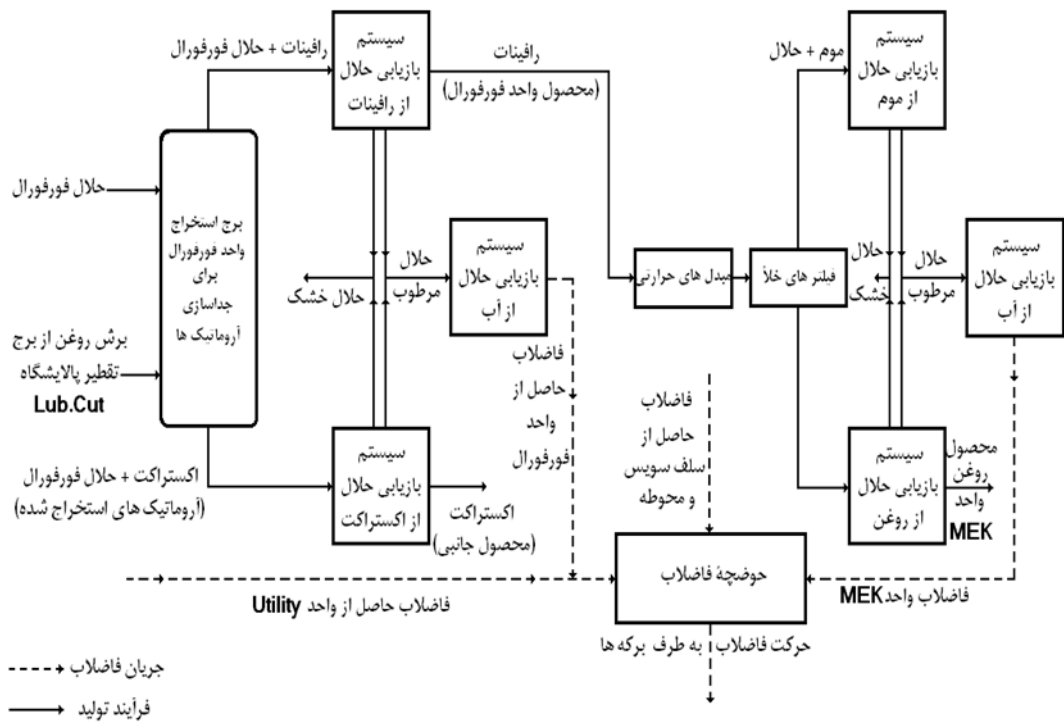 رافینات + حلال فورفورال
سیستم
بازیابی حلال
از رافینات
رافینات
(محصول واحد فورفورال)
موم + حلال
سیستم
بازیابی حلال
از موم
حلال فورفورال
برج استخراج
واحد فورفورال
برای
جداسازی
آروماتیک ها
برش روغن از برج
تقطیر پالایشگاه
Lub.Cut
حلال خشک
حلال
مرطوب
سیستم
بازیابی حلال
از آب
مبدل های حرارتی
فیلتر های خلأ
حلال
خشک
حلال
مرطوب
سیستم
بازیابی حلال
از آب
فاضلاب
حاصل از
واحد
فورفورال
فاضلاب
حاصل از
سلف سویس
و محوطه
اکستراکت + حلال فورفورال
(آروماتیک های استخراج شده)
سیستم
بازیابی حلال
از اکستراکت
اکستراکت
(محصول جانبی)
سیستم
بازیابی حلال
از روغن
محصول
روغن
واحد
MEK
حوضچهٔ فاضلاب
فاضلاب حاصل از واحد Utility
فاضلاب واحد MEK
حرکت فاضلاب به طرف برکه ها
جریان فاضلاب
فرآیند تولید